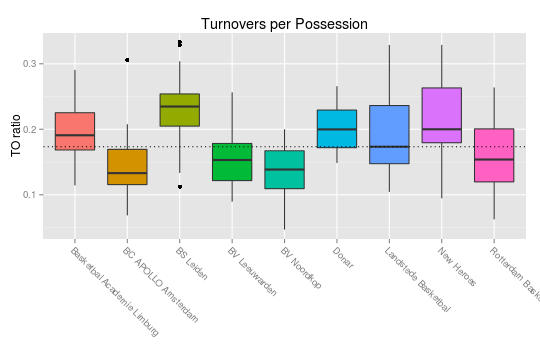 Turnovers per Possession
TO ratio
0.3
0.2
0.1
Basketbal Academie Limburg
BC APOLLO Amsterdam
BS Leiden
BV Leeuwarden
BV Noordkop
Donar
Landstede Basketbal
New Heroes
Rotterdam Bask